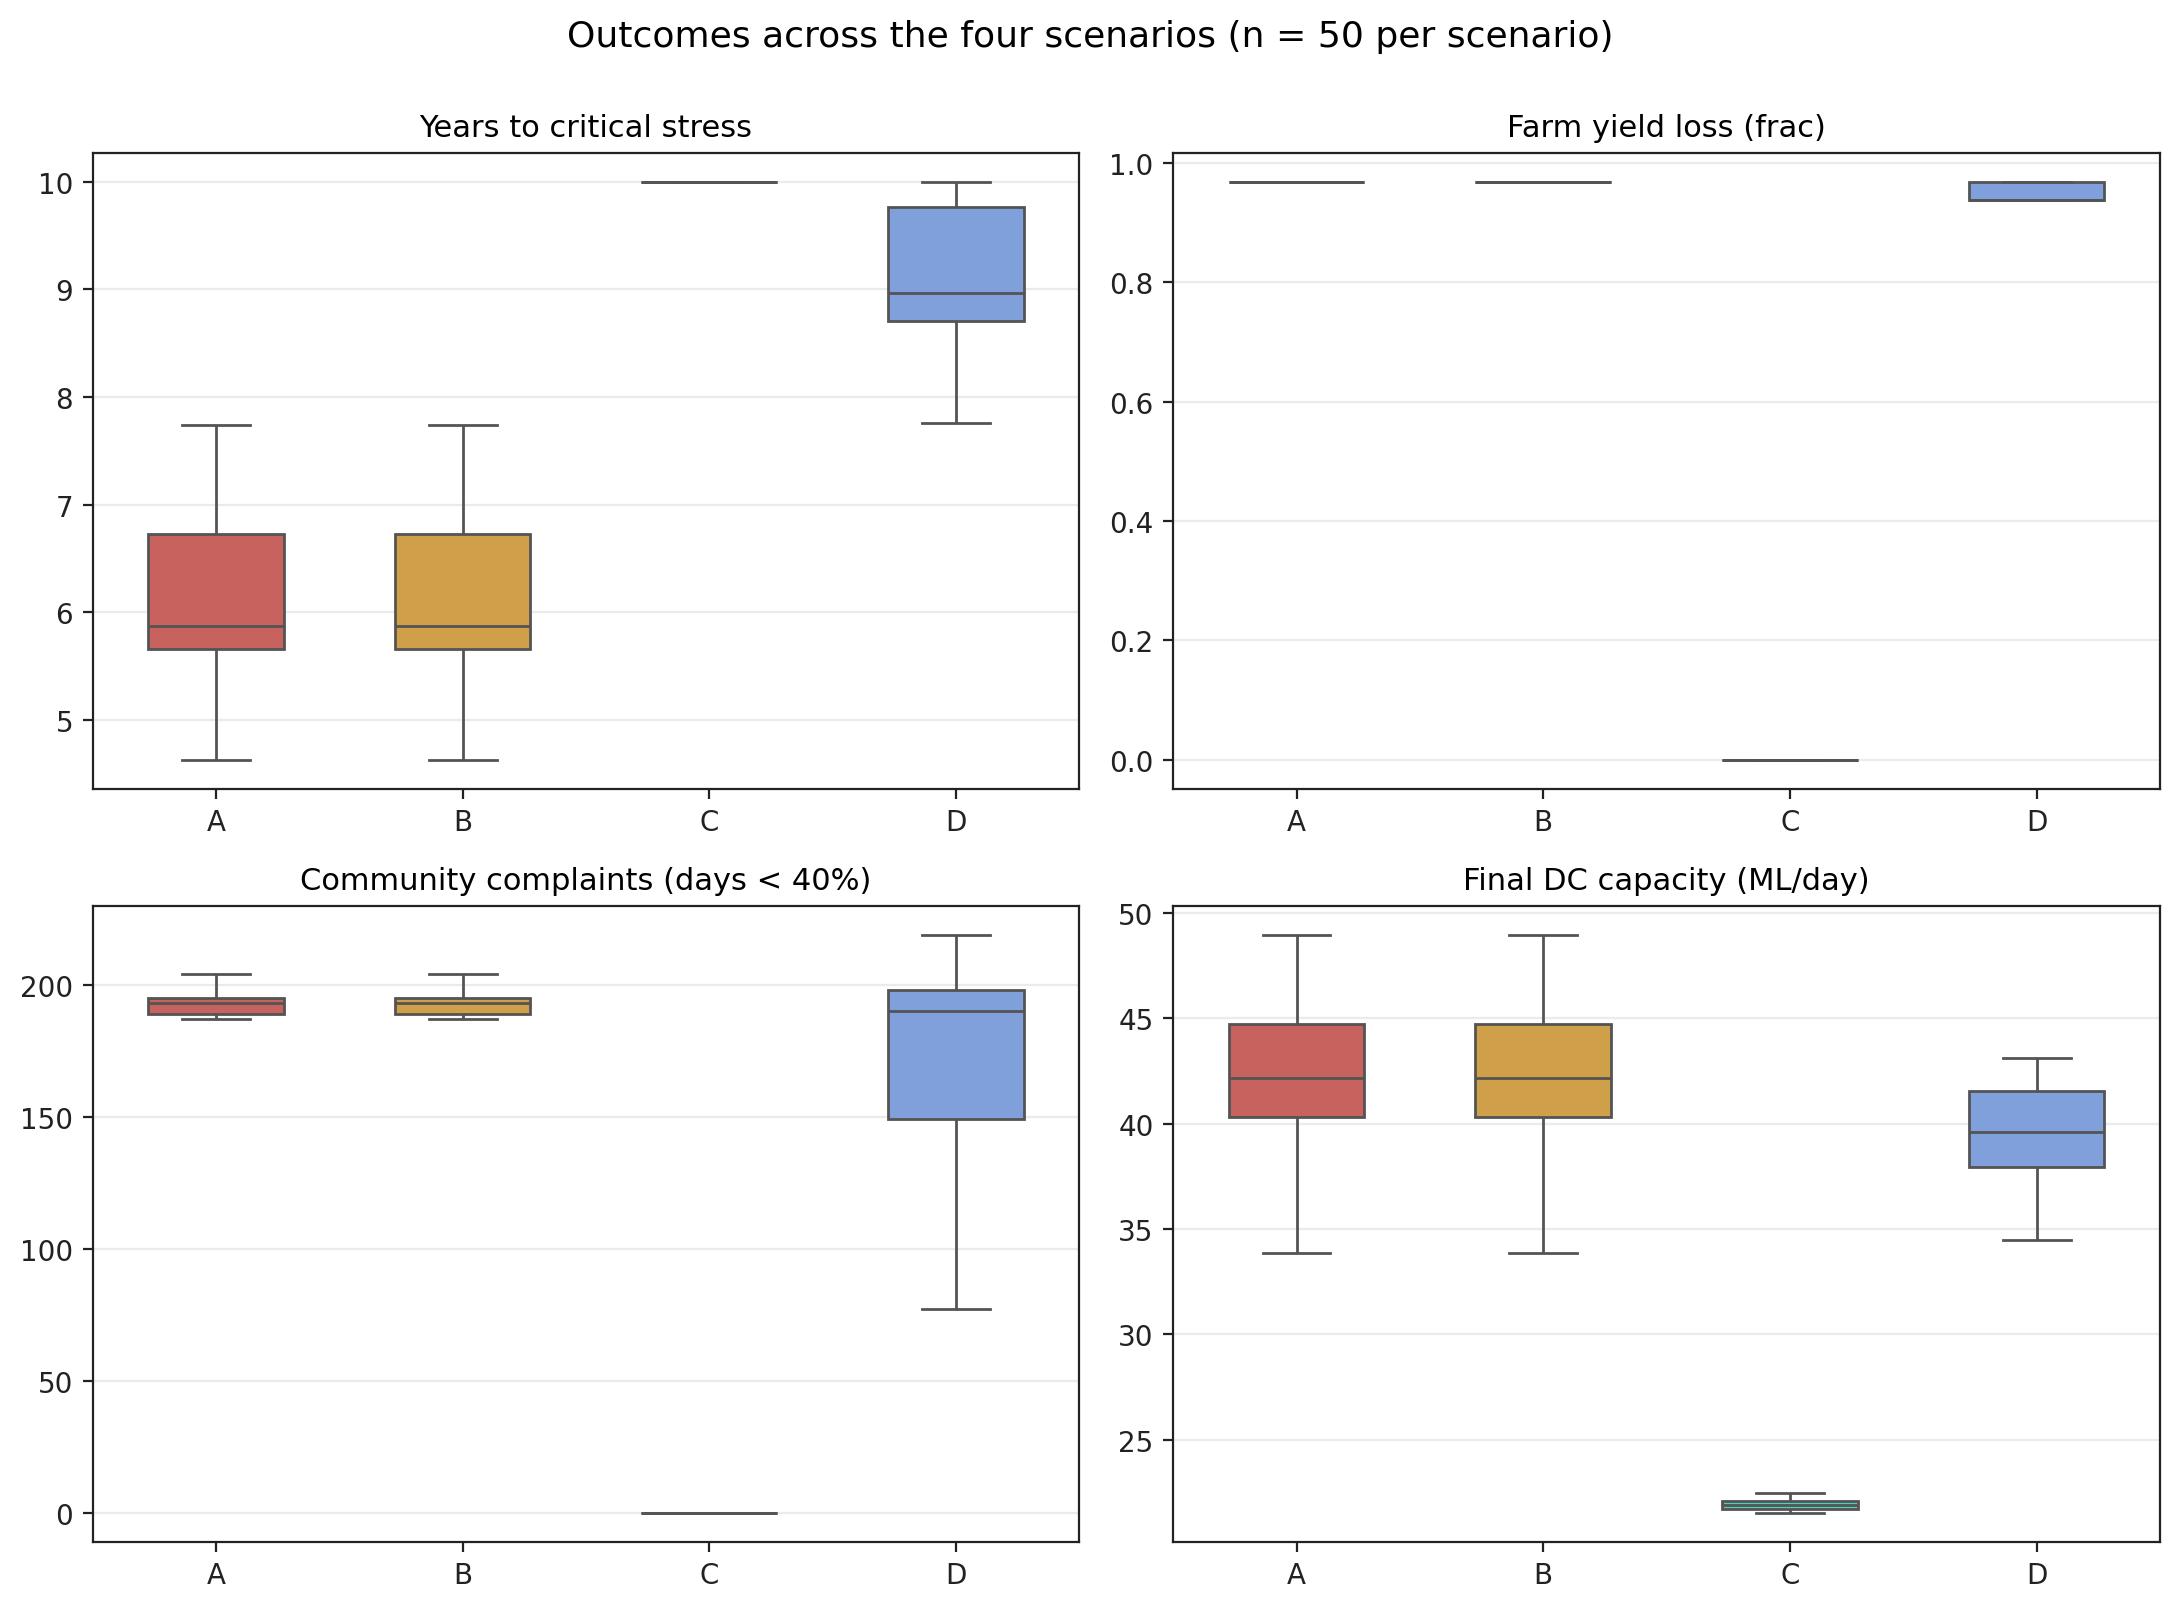 Outcomes across the four scenarios (n = 50 per scenario)
Years to critical stress
10
9
8
7
6
5
A B C D
Farm yield loss (frac)
1.0
0.8
0.6
0.4
0.2
0.0
A B C D
Community complaints (days < 40%)
200
150
100
50
0
A B C D
Final DC capacity (ML/day)
50
45
40
35
30
25
A B C D